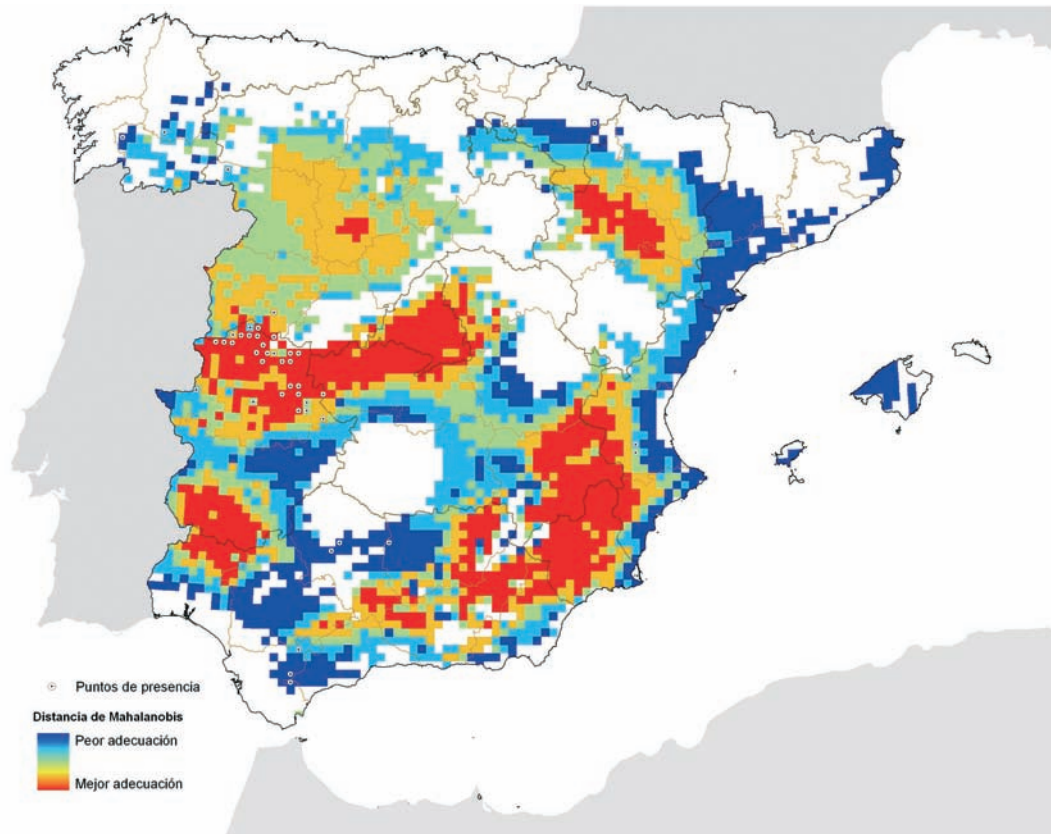 Puntos de presencia
Distancia de Mahalanobis
Peor adecuación
Mejor adecuación